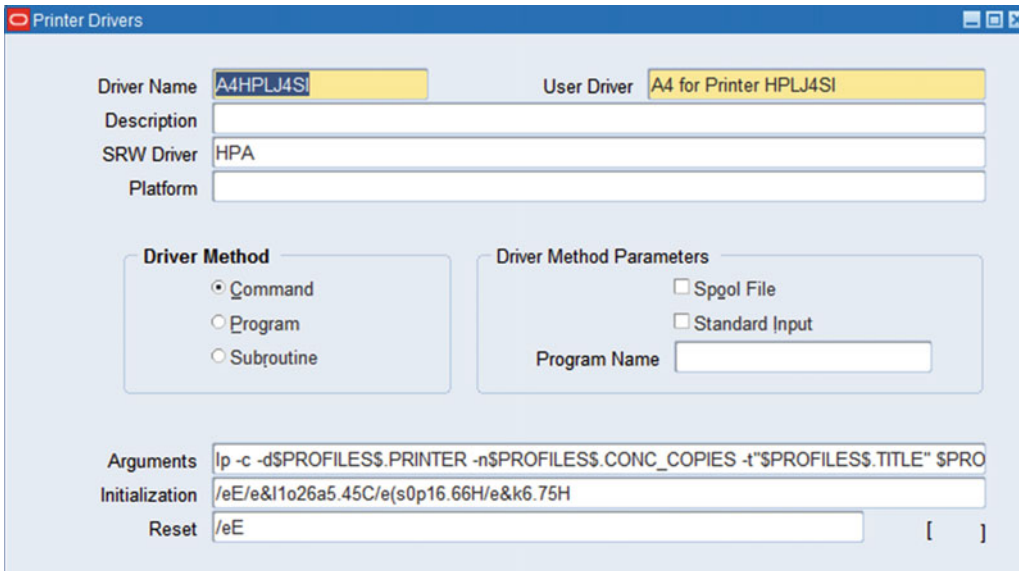 Printer Drivers
Driver Name A4HPLJ4SI User Driver A4 for Printer HPLJ4SI
Description
SRW Driver HPA
Platform
Driver Method Driver Method Parameters
Command Spool File
Program Standard Input
Subroutine Program Name
Arguments lp -c -d$PROFILES$.PRINTER -n$PROFILES$.CONC_COPIES -t"$PROFILES$.TITLE" $PRO
Initialization /eE/e&l1o26a5.45C/e(s0p16.66H/e&k6.75H
Reset /eE [ ]